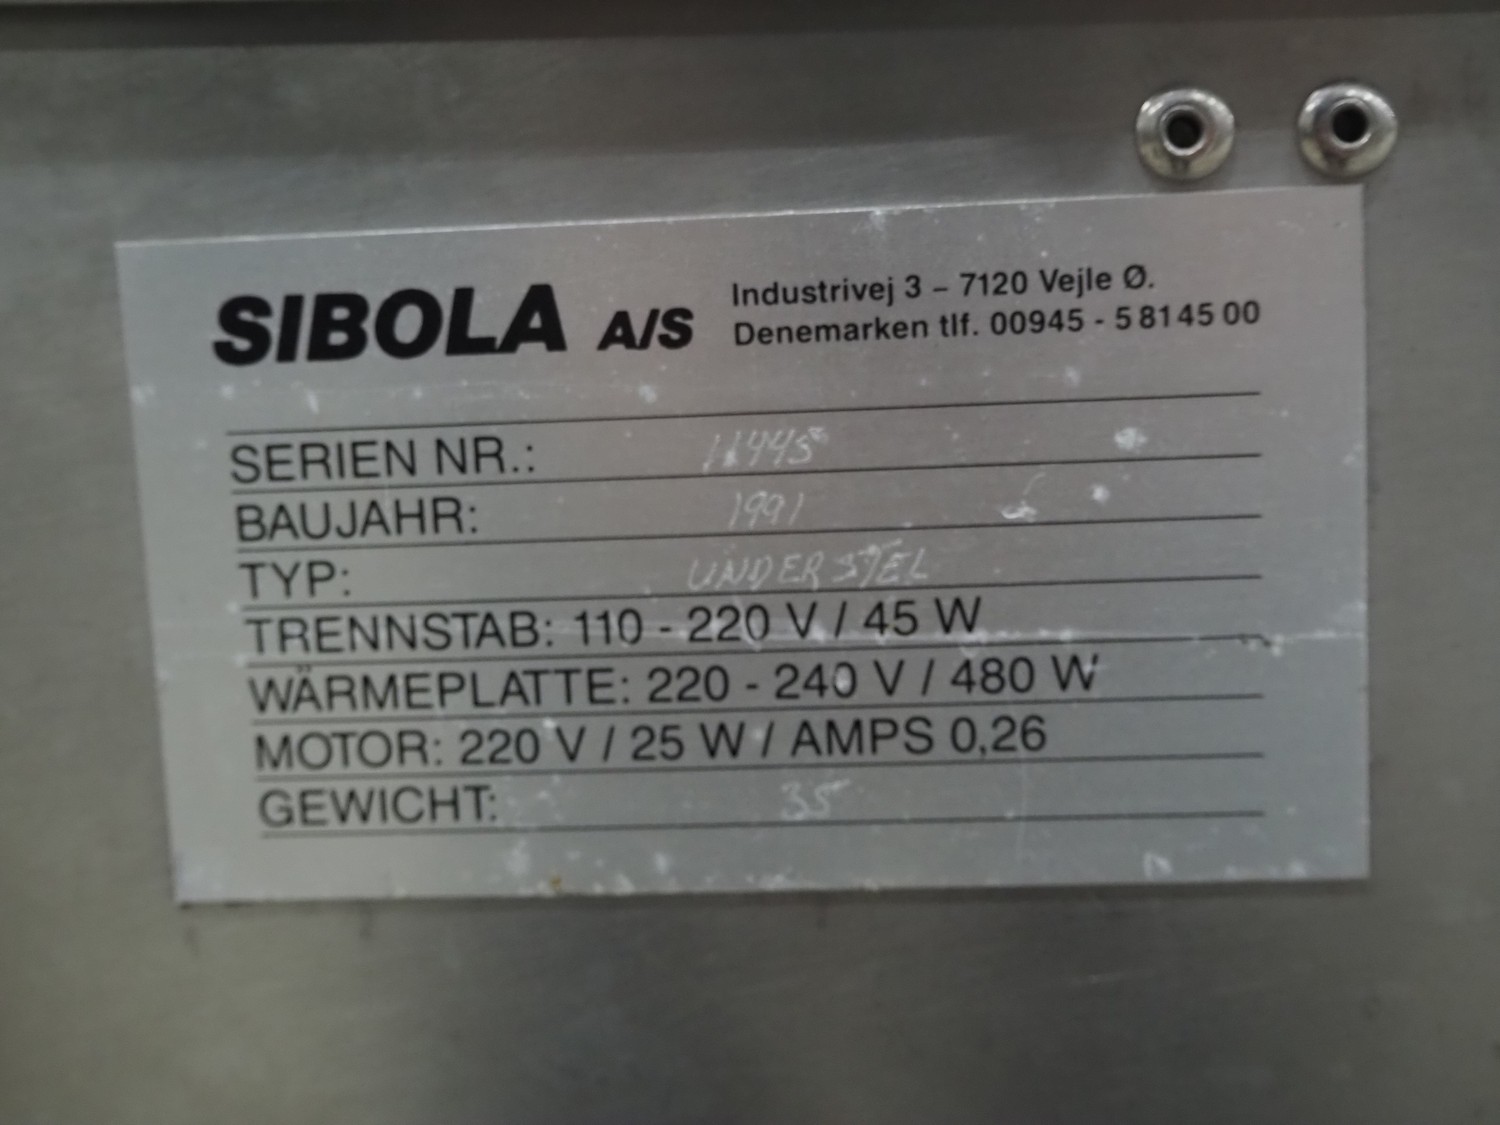 SIBOLA A/S
Industrivej 3 – 7120 Vejle Ø.
Denemarken tlf. 00945 - 5 8145 00
SERIEN NR.: 11445
BAUJAHR: 1991
TYP: UNDERSTEL
TRENNSTAB: 110 - 220 V / 45 W
WÄRMEPLATTE: 220 - 240 V / 480 W
MOTOR: 220 V / 25 W / AMPS 0,26
GEWICHT: 35